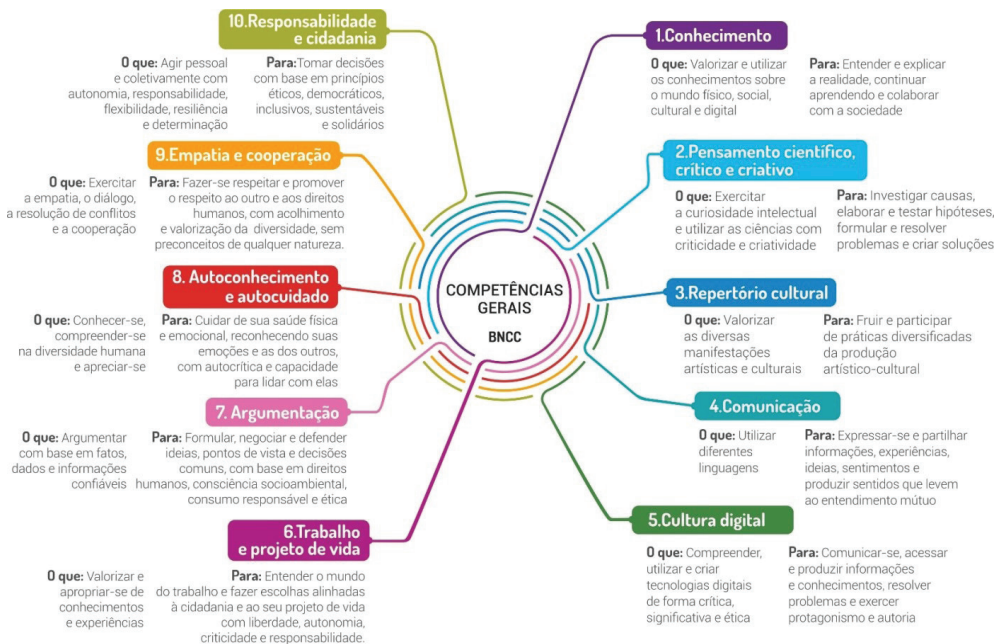 COMPETÊNCIAS
GERAIS
BNCC
1.Conhecimento
O que: Valorizar e utilizar
os conhecimentos sobre
o mundo físico, social,
cultural e digital
Para: Entender e explicar
a realidade, continuar
aprendendo e colaborar
com a sociedade
2.Pensamento científico,
crítico e criativo
O que: Exercitar
a curiosidade intelectual
e utilizar as ciências com
criticidade e criatividade
Para: Investigar causas,
elaborar e testar hipóteses,
formular e resolver
problemas e criar soluções
3.Repertório cultural
O que: Valorizar
as diversas
manifestações
artísticas e culturais
Para: Fruir e participar
de práticas diversificadas
da produção
artístico-cultural
4.Comunicação
O que: Utilizar
diferentes
linguagens
Para: Expressar-se e partilhar
informações, experiências,
ideias, sentimentos e
produzir sentidos que levem
ao entendimento mútuo
5.Cultura digital
O que: Compreender,
utilizar e criar
tecnologias digitais
de forma crítica,
significativa e ética
Para: Comunicar-se, acessar
e produzir informações
e conhecimentos, resolver
problemas e exercer
protagonismo e autoria
6.Trabalho
e projeto de vida
O que: Valorizar e
apropriar-se de
conhecimentos
e experiências
Para: Entender o mundo
do trabalho e fazer escolhas alinhadas
à cidadania e ao seu projeto de vida
com liberdade, autonomia,
criticidade e responsabilidade.
7. Argumentação
O que: Argumentar
com base em fatos,
dados e informações
confiáveis
Para: Formular, negociar e defender
ideias, pontos de vista e decisões
comuns, com base em direitos
humanos, consciência socioambiental,
consumo responsável e ética
8. Autoconhecimento
e autocuidado
O que: Conhecer-se,
compreender-se
na diversidade humana
e apreciar-se
Para: Cuidar de sua saúde física
e emocional, reconhecendo suas
emoções e as dos outros,
com autocrítica e capacidade
para lidar com elas
9.Empatia e cooperação
O que: Exercitar
a empatia, o diálogo,
a resolução de conflitos
e a cooperação
Para: Fazer-se respeitar e promover
o respeito ao outro e aos direitos
humanos, com acolhimento
e valorização da diversidade, sem
preconceitos de qualquer natureza.
10.Responsabilidade
e cidadania
O que: Agir pessoal
e coletivamente com
autonomia, responsabilidade,
flexibilidade, resiliência
e determinação
Para:Tomar decisões
com base em princípios
éticos, democráticos,
inclusivos, sustentáveis
e solidários